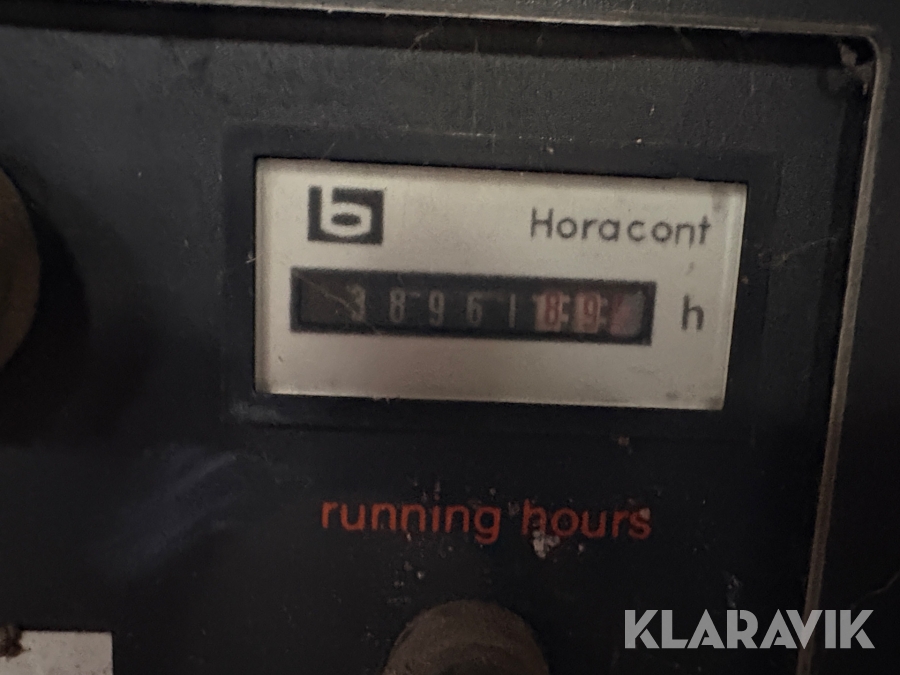 b Horacont
3896189 h
running hours
KLARAVIK